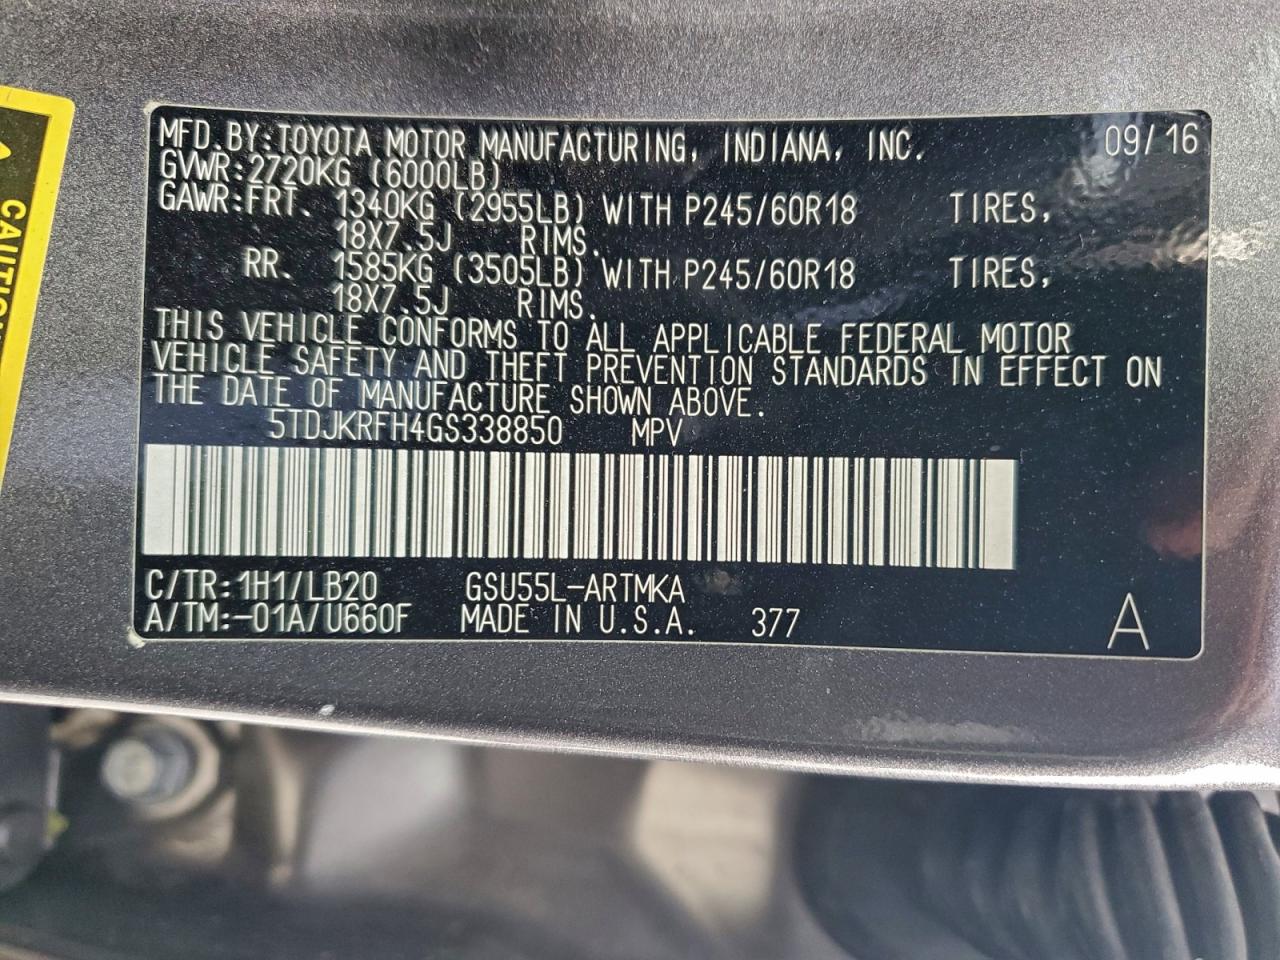 MFD.BY:TOYOTA MOTOR MANUFACTURING, INDIANA, INC. 09/16
GVWR:2720KG (6000LB)
GAWR:FRT. 1340KG (2955LB) WITH P245/60R18 TIRES,
18X7.5J RIMS.
RR. 1585KG (3505LB) WITH P245/60R18 TIRES,
18X7.5J RIMS.
THIS VEHICLE CONFORMS TO ALL APPLICABLE FEDERAL MOTOR
VEHICLE SAFETY AND THEFT PREVENTION STANDARDS IN EFFECT ON
THE DATE OF MANUFACTURE SHOWN ABOVE.
5TDJKRFH4GS338850 MPV
C/TR:1H1/LB20 GSU55L-ARTMKA
A/TM:-01A/U660F MADE IN U.S.A. 377
A
CAUTION